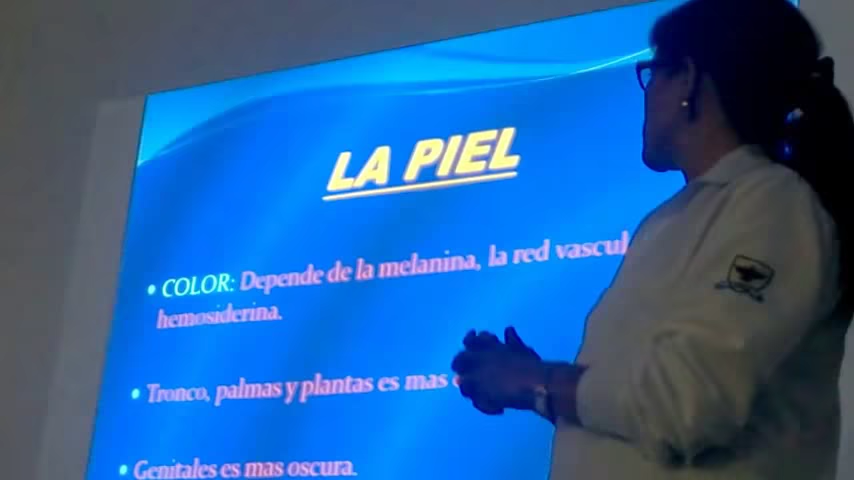 LA PIEL
• COLOR: Depende de la melanina, la red vascul
hemosiderina.
• Tronco, palmas y plantas es mas
• Genitales es mas oscura.